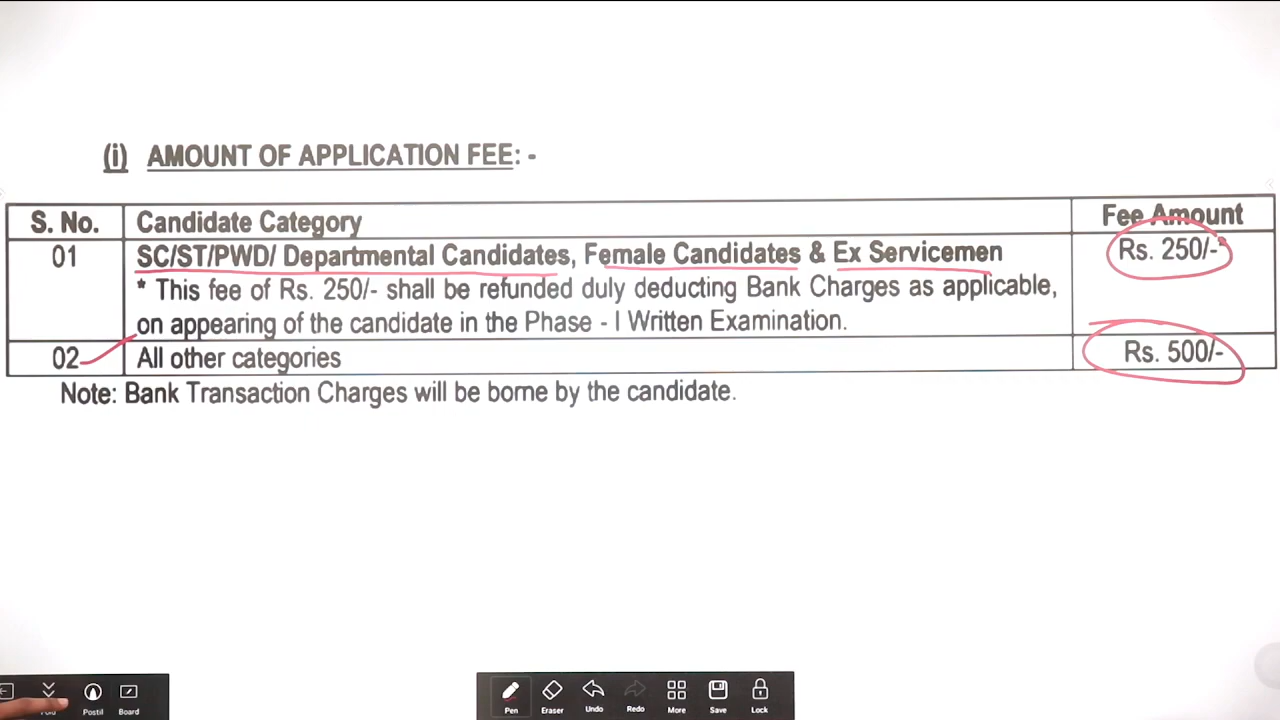 (i) AMOUNT OF APPLICATION FEE: -
S. No. Candidate Category Fee Amount
01 SC/ST/PWD/ Departmental Candidates, Female Candidates & Ex Servicemen Rs. 250/-*
* This fee of Rs. 250/- shall be refunded duly deducting Bank Charges as applicable,
on appearing of the candidate in the Phase - I Written Examination.
02 All other categories Rs. 500/-
Note: Bank Transaction Charges will be borne by the candidate.
Postil Board Pen Eraser Undo Redo More Save Lock